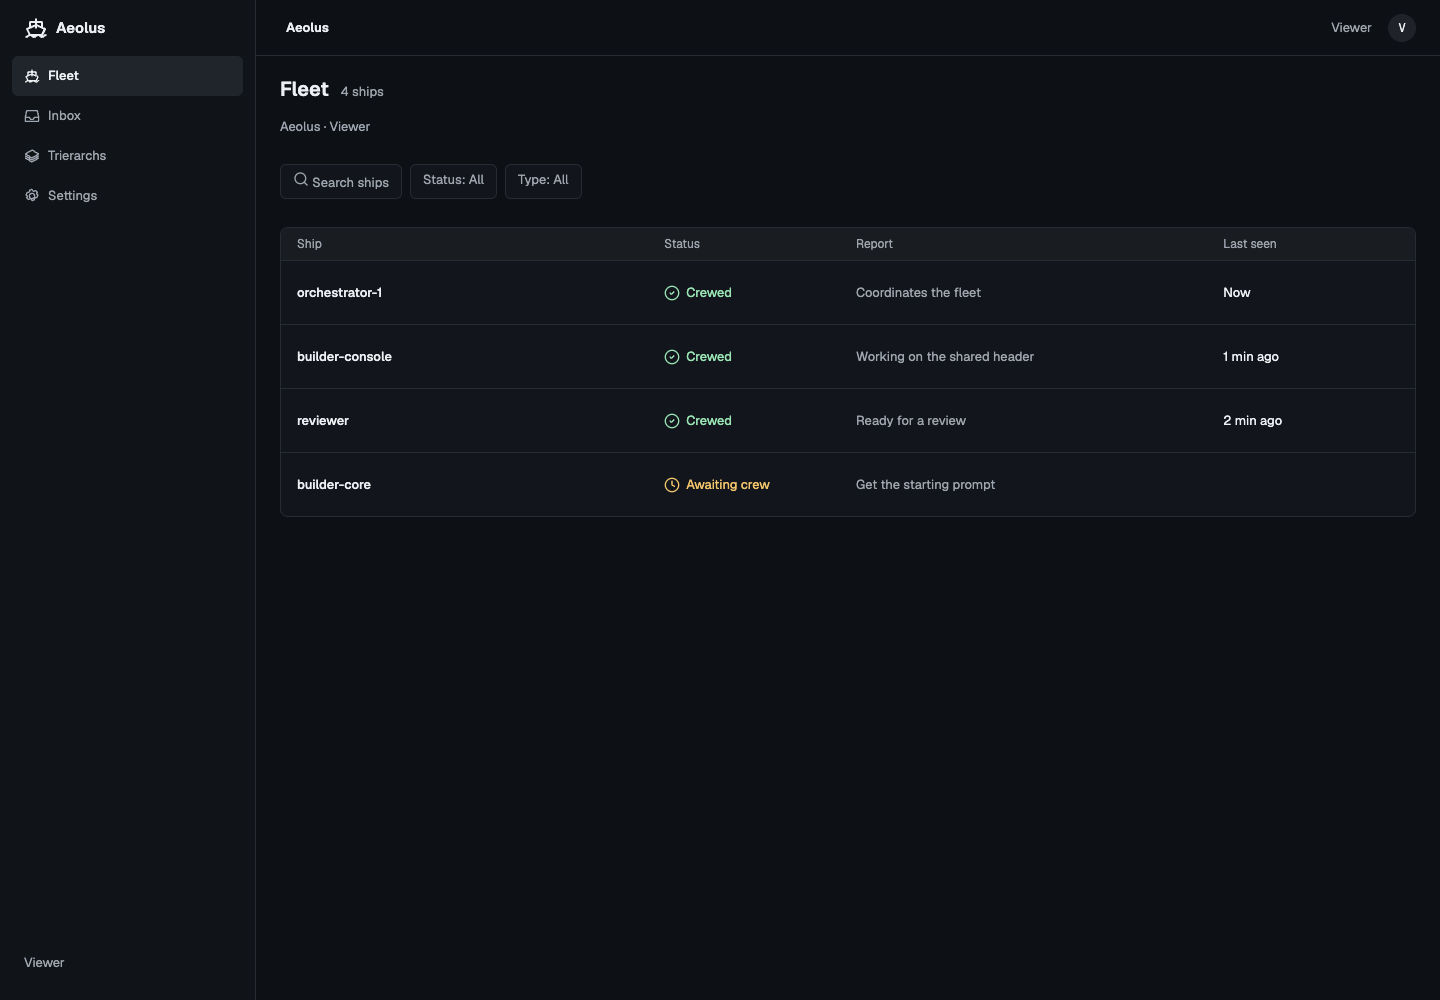 Aeolus
Fleet
Inbox
Trierarchs
Settings
Viewer
Aeolus
Viewer V
Fleet 4 ships
Aeolus · Viewer
Search ships Status: All Type: All
Ship Status Report Last seen
orchestrator-1 Crewed Coordinates the fleet Now
builder-console Crewed Working on the shared header 1 min ago
reviewer Crewed Ready for a review 2 min ago
builder-core Awaiting crew Get the starting prompt